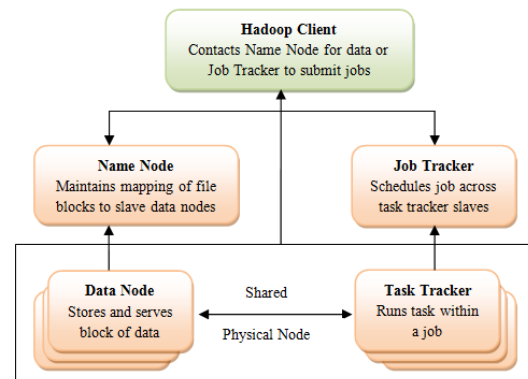 Hadoop Client
Contacts Name Node for data or
Job Tracker to submit jobs
Name Node
Maintains mapping of file
blocks to slave data nodes
Job Tracker
Schedules job across
task tracker slaves
Data Node
Stores and serves
block of data
Shared
Physical Node
Task Tracker
Runs task within
a job